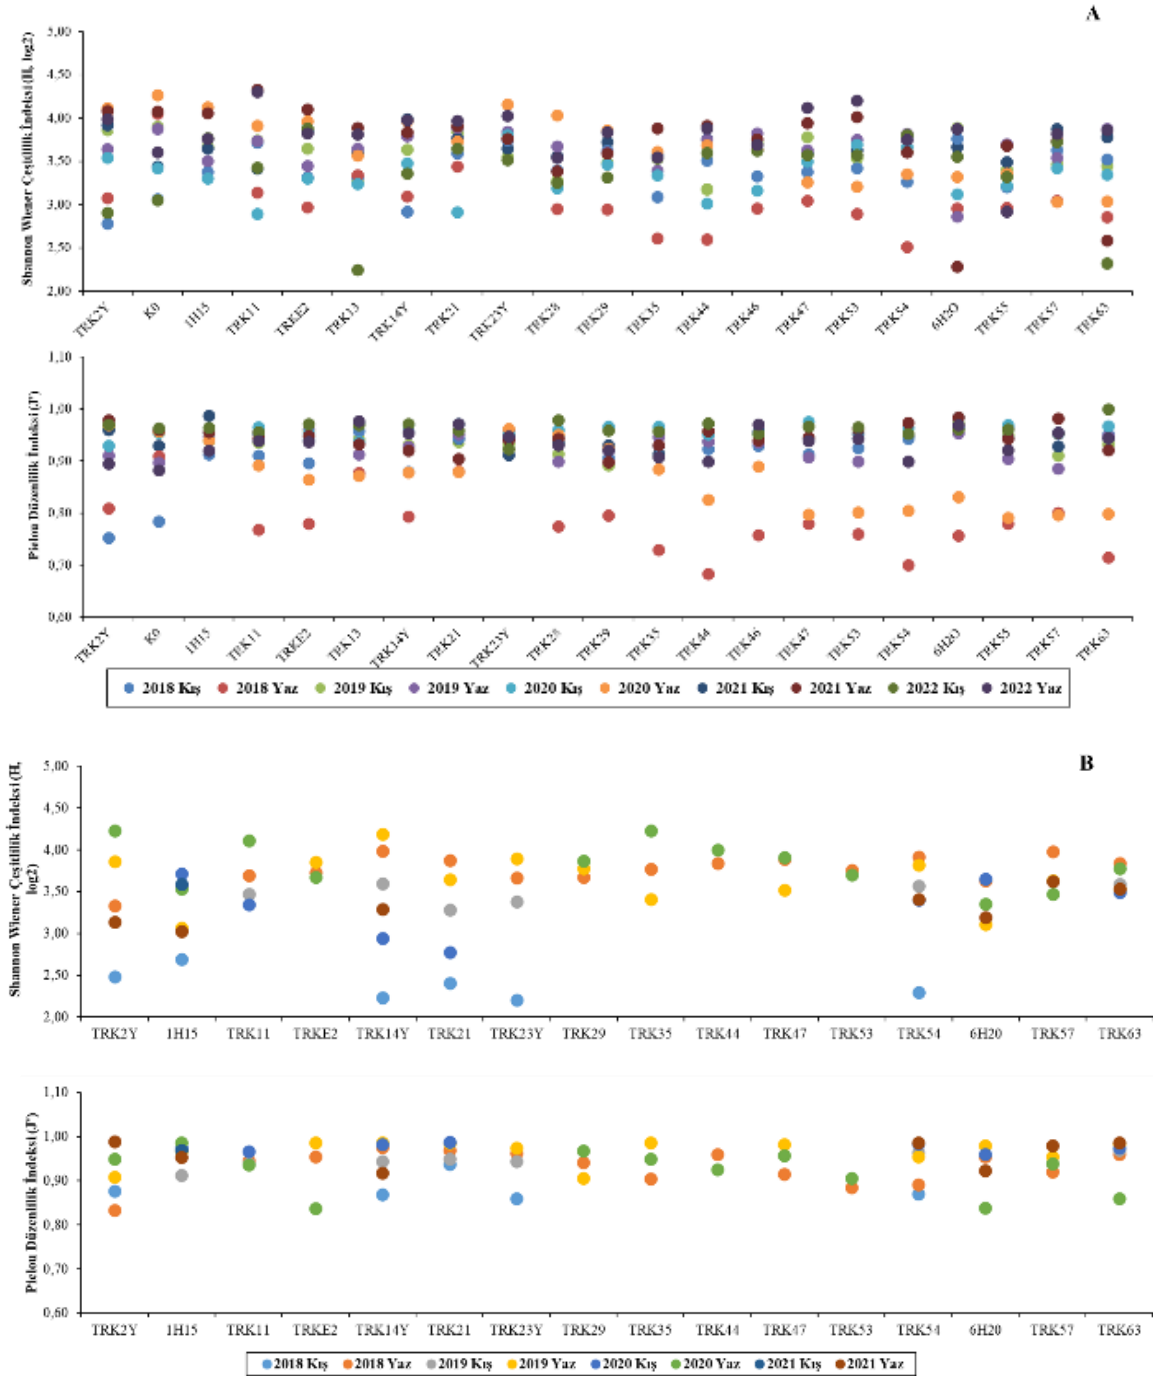 A
Shannon Wiener Çeşitlilik İndeksi (H, log2)
5,00
4,50
4,00
3,50
3,00
2,50
2,00
TRK2Y K0 1H15 TRK11 TRKE2 TRK13 TRK14Y TRK21 TRK23Y TRK28 TRK29 TRK35 TRK44 TRK46 TRK47 TRK53 TRK54 6H2O TRK55 TRK57 TRK63
Pielou Düzenlilik İndeksi (J')
1,10
1,00
0,90
0,80
0,70
0,60
TRK2Y K0 1H15 TRK11 TRKE2 TRK13 TRK14Y TRK21 TRK23Y TRK28 TRK29 TRK35 TRK44 TRK46 TRK47 TRK53 TRK54 6H2O TRK55 TRK57 TRK63
2018 Kış 2018 Yaz 2019 Kış 2019 Yaz 2020 Kış 2020 Yaz 2021 Kış 2021 Yaz 2022 Kış 2022 Yaz
B
Shannon Wiener Çeşitlilik İndeksi (H,
log2)
5,00
4,50
4,00
3,50
3,00
2,50
2,00
TRK2Y 1H15 TRK11 TRKE2 TRK14Y TRK21 TRK23Y TRK29 TRK35 TRK44 TRK47 TRK53 TRK54 6H20 TRK57 TRK63
Pielou Düzenlilik İndeksi (J')
1,10
1,00
0,90
0,80
0,70
0,60
TRK2Y 1H15 TRK11 TRKE2 TRK14Y TRK21 TRK23Y TRK29 TRK35 TRK44 TRK47 TRK53 TRK54 6H20 TRK57 TRK63
2018 Kış 2018 Yaz 2019 Kış 2019 Yaz 2020 Kış 2020 Yaz 2021 Kış 2021 Yaz